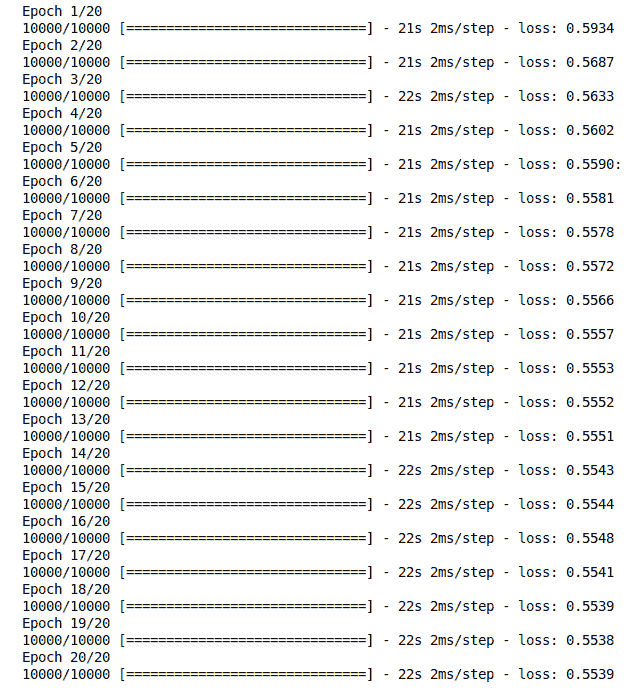 Epoch 1/20
10000/10000 [==============================] - 21s 2ms/step - loss: 0.5934
Epoch 2/20
10000/10000 [==============================] - 21s 2ms/step - loss: 0.5687
Epoch 3/20
10000/10000 [==============================] - 22s 2ms/step - loss: 0.5633
Epoch 4/20
10000/10000 [==============================] - 21s 2ms/step - loss: 0.5602
Epoch 5/20
10000/10000 [==============================] - 21s 2ms/step - loss: 0.5590:
Epoch 6/20
10000/10000 [==============================] - 21s 2ms/step - loss: 0.5581
Epoch 7/20
10000/10000 [==============================] - 21s 2ms/step - loss: 0.5578
Epoch 8/20
10000/10000 [==============================] - 21s 2ms/step - loss: 0.5572
Epoch 9/20
10000/10000 [==============================] - 21s 2ms/step - loss: 0.5566
Epoch 10/20
10000/10000 [==============================] - 21s 2ms/step - loss: 0.5557
Epoch 11/20
10000/10000 [==============================] - 21s 2ms/step - loss: 0.5553
Epoch 12/20
10000/10000 [==============================] - 21s 2ms/step - loss: 0.5552
Epoch 13/20
10000/10000 [==============================] - 21s 2ms/step - loss: 0.5551
Epoch 14/20
10000/10000 [==============================] - 22s 2ms/step - loss: 0.5543
Epoch 15/20
10000/10000 [==============================] - 22s 2ms/step - loss: 0.5544
Epoch 16/20
10000/10000 [==============================] - 22s 2ms/step - loss: 0.5548
Epoch 17/20
10000/10000 [==============================] - 22s 2ms/step - loss: 0.5541
Epoch 18/20
10000/10000 [==============================] - 22s 2ms/step - loss: 0.5539
Epoch 19/20
10000/10000 [==============================] - 22s 2ms/step - loss: 0.5538
Epoch 20/20
10000/10000 [==============================] - 22s 2ms/step - loss: 0.5539